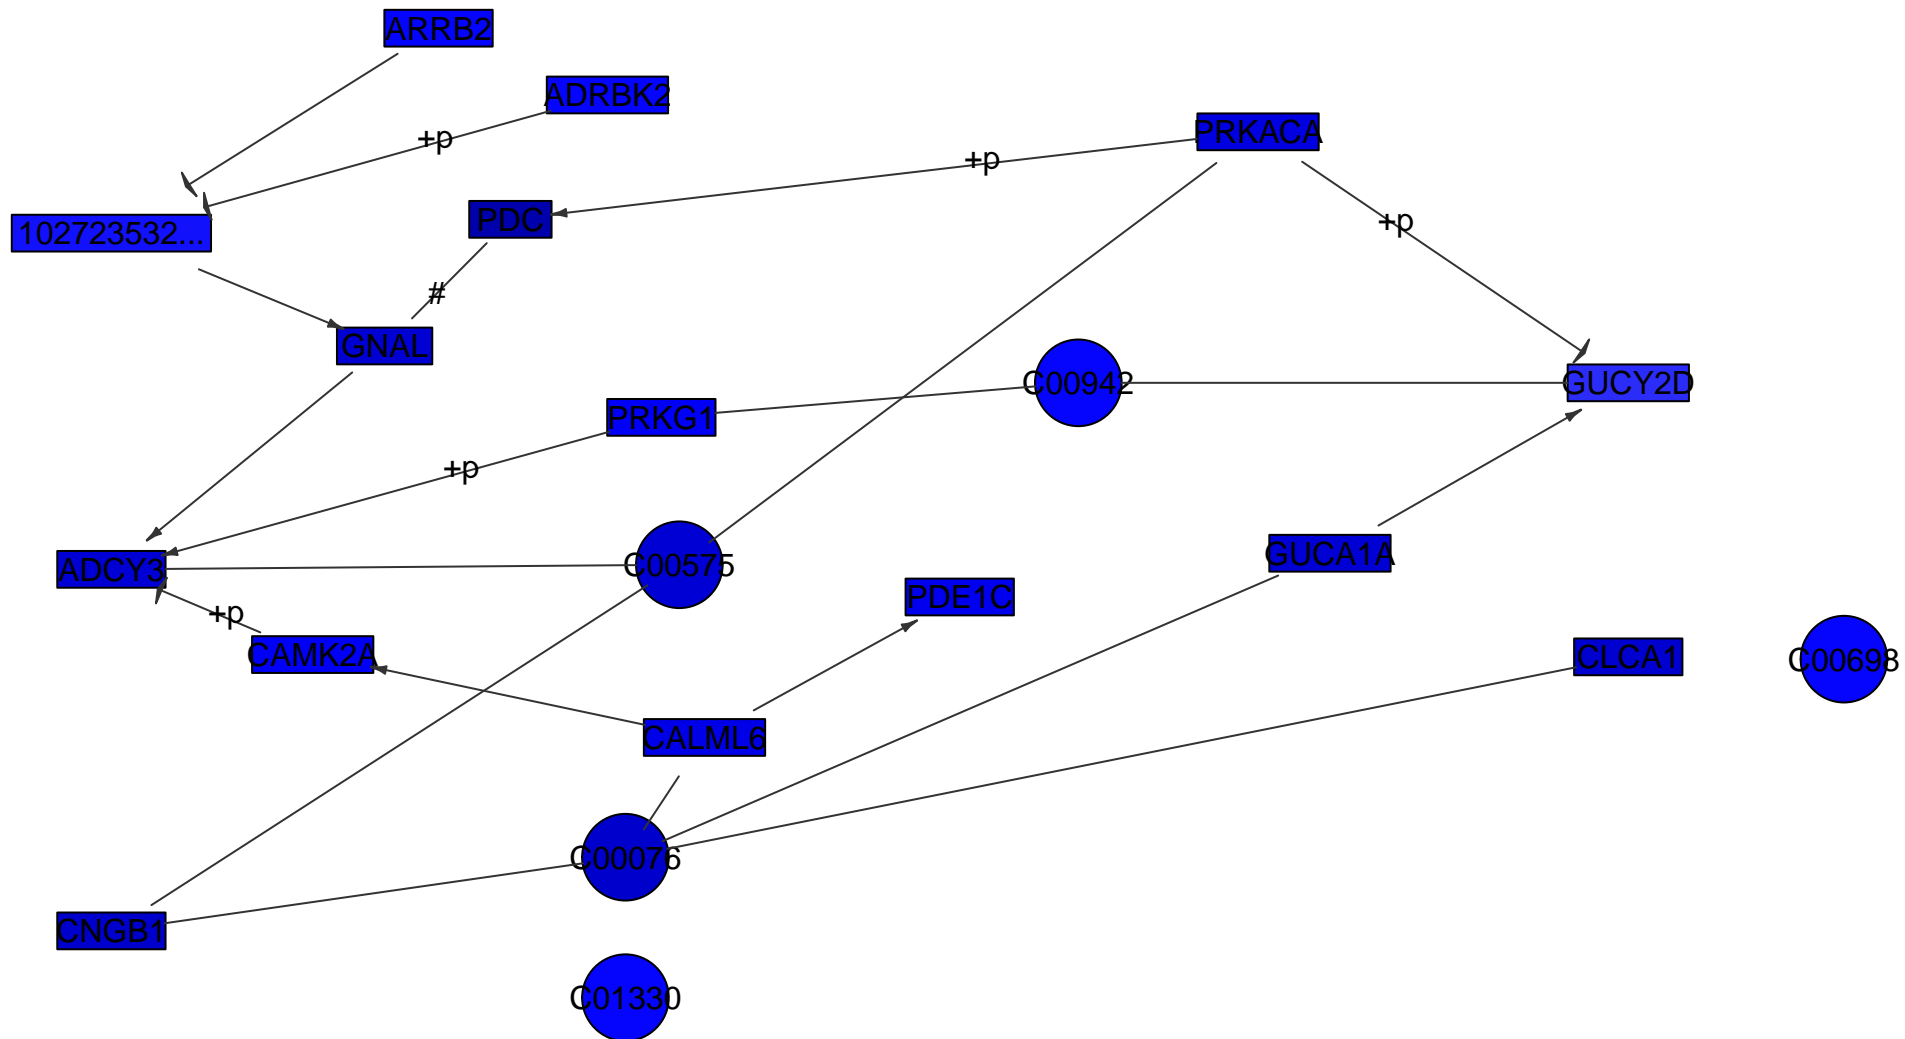 ARRB2
ADRBK2
PRKACA
+p
+p
PDC
+p
102723532...
#
GNAL
C00942
GUCY2D
PRKG1
+p
GUCA1A
C00575
ADCY3
PDE1C
+p
CAMK2A
CLCA1
C00698
CALML6
C00076
CNGB1
C01330